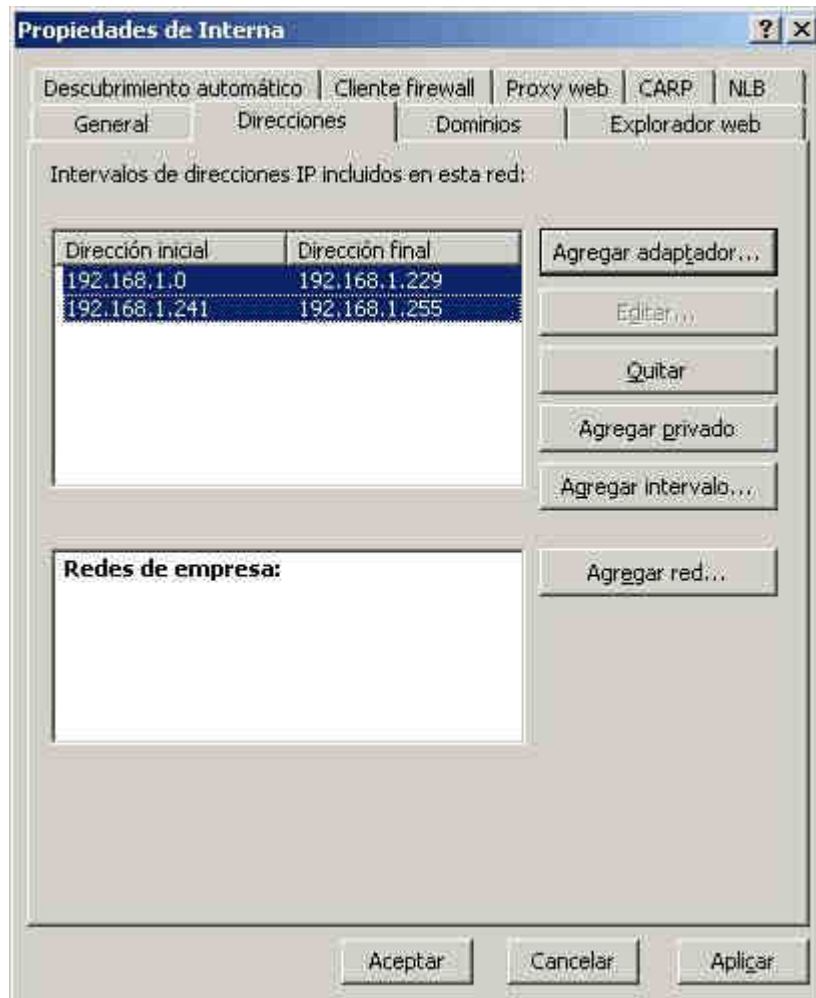 Propiedades de Interna
Descubrimiento automático Cliente firewall Proxy web CARP NLB
General Direcciones Dominios Explorador web
Intervalos de direcciones IP incluidos en esta red:
Dirección inicial Dirección final
192.168.1.0 192.168.1.229
192.168.1.241 192.168.1.255
Agregar adaptador...
Editar...
Quitar
Agregar privado
Agregar intervalo...
Redes de empresa:
Agregar red...
Aceptar Cancelar Aplicar